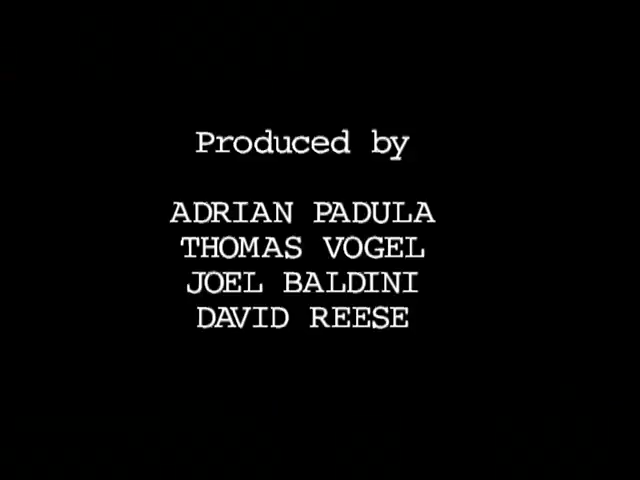 Produced by
ADRIAN PADULA
THOMAS VOGEL
JOEL BALDINI
DAVID REESE